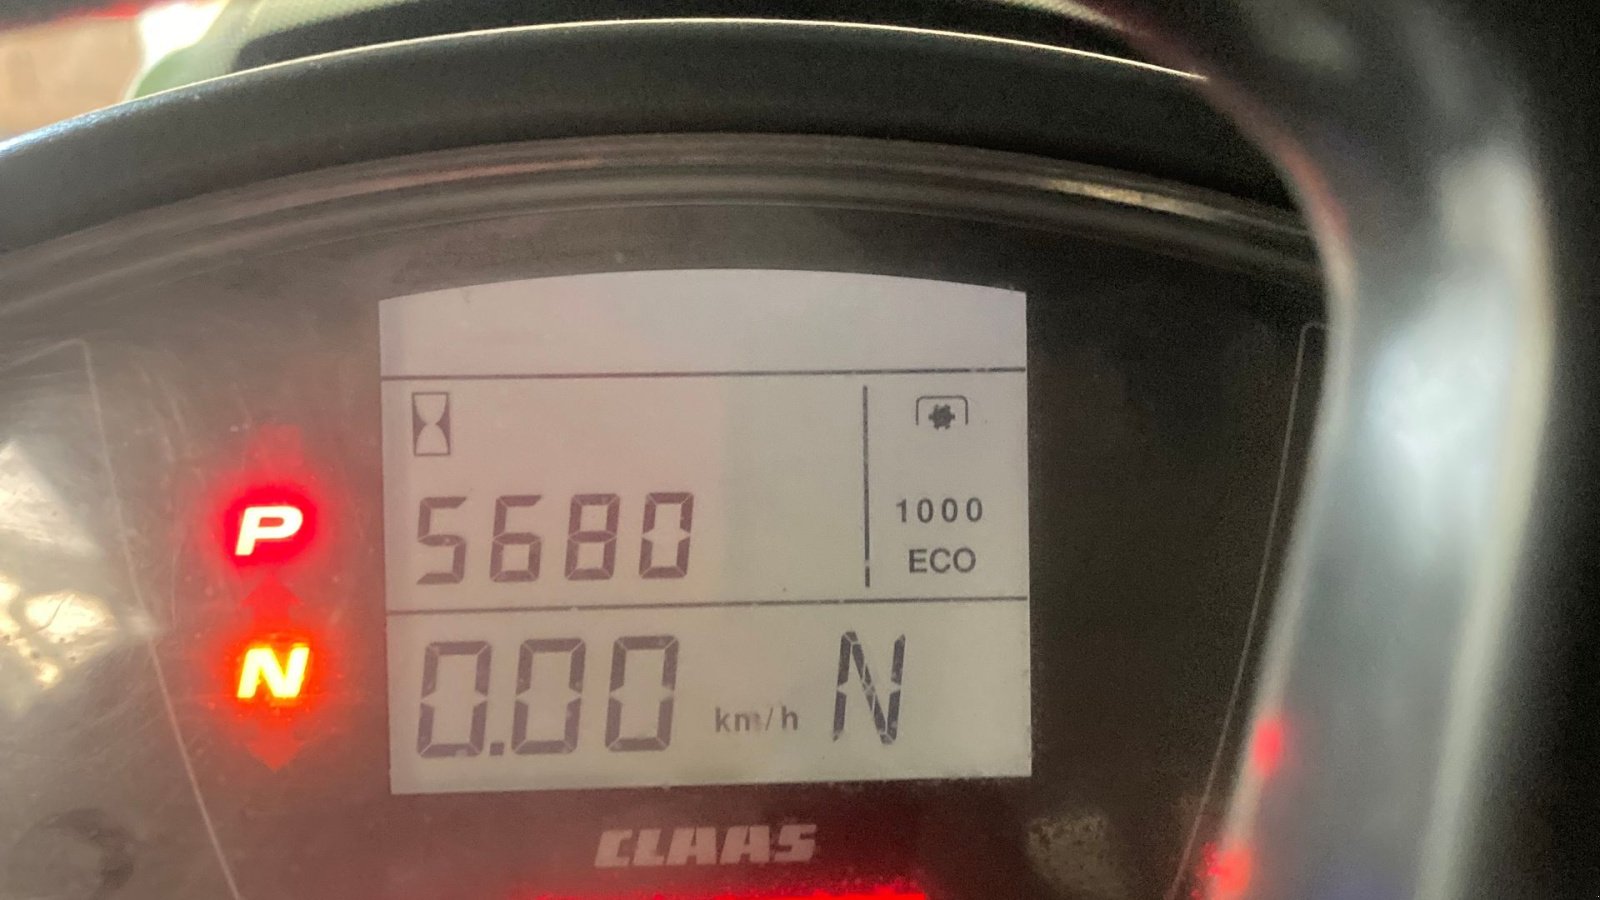 5680
1000
ECO
P
N
0.00 km/h N
CLAAS